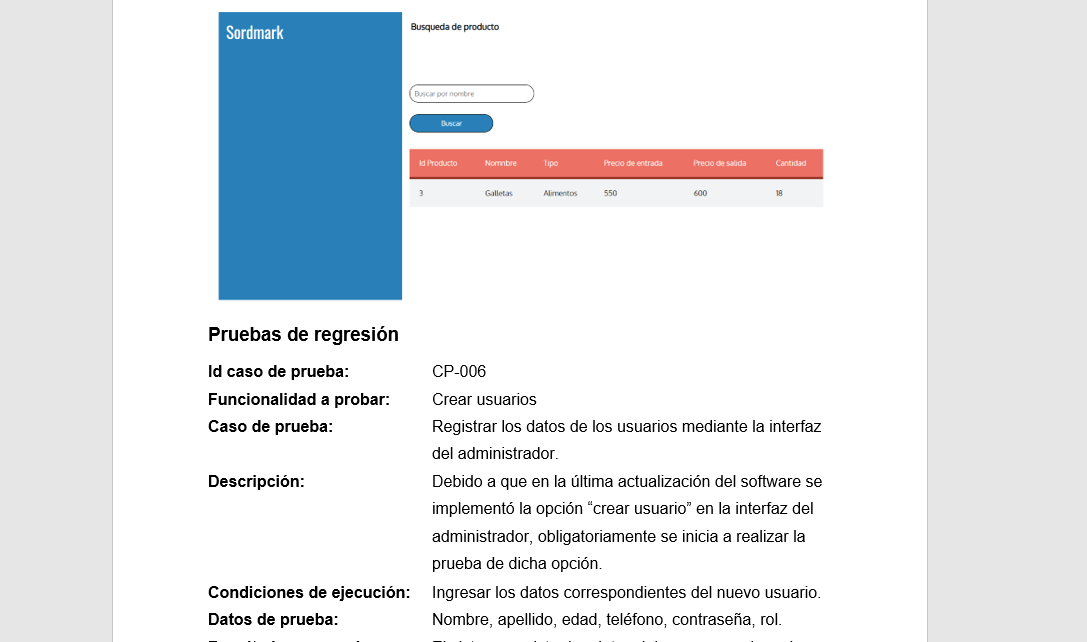 Sordmark
Busqueda de producto
Buscar por nombre
Buscar
Id Producto Nomnbre Tipo Precio de entrada Precio de salida Cantidad
3 Galletas Alimentos 550 600 18
Pruebas de regresión
Id caso de prueba: CP-006
Funcionalidad a probar: Crear usuarios
Caso de prueba: Registrar los datos de los usuarios mediante la interfaz
del administrador.
Descripción: Debido a que en la última actualización del software se
implementó la opción “crear usuario” en la interfaz del
administrador, obligatoriamente se inicia a realizar la
prueba de dicha opción.
Condiciones de ejecución: Ingresar los datos correspondientes del nuevo usuario.
Datos de prueba: Nombre, apellido, edad, teléfono, contraseña, rol.